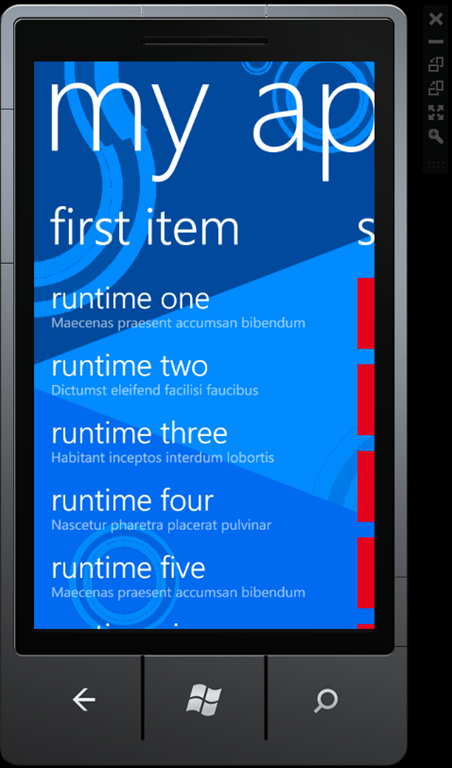 my ap
first item
s
runtime one
Maecenas praesent accumsan bibendum
runtime two
Dictumst eleifend facilisi faucibus
runtime three
Habitant inceptos interdum lobortis
runtime four
Nascetur pharetra placerat pulvinar
runtime five
Maecenas praesent accumsan bibendum